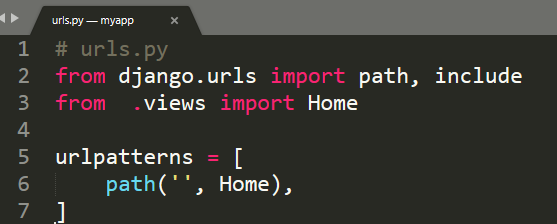 urls.py — myapp ×
1 # urls.py
2 from django.urls import path, include
3 from  .views import Home
4
5 urlpatterns = [
6     path('', Home),
7 ]